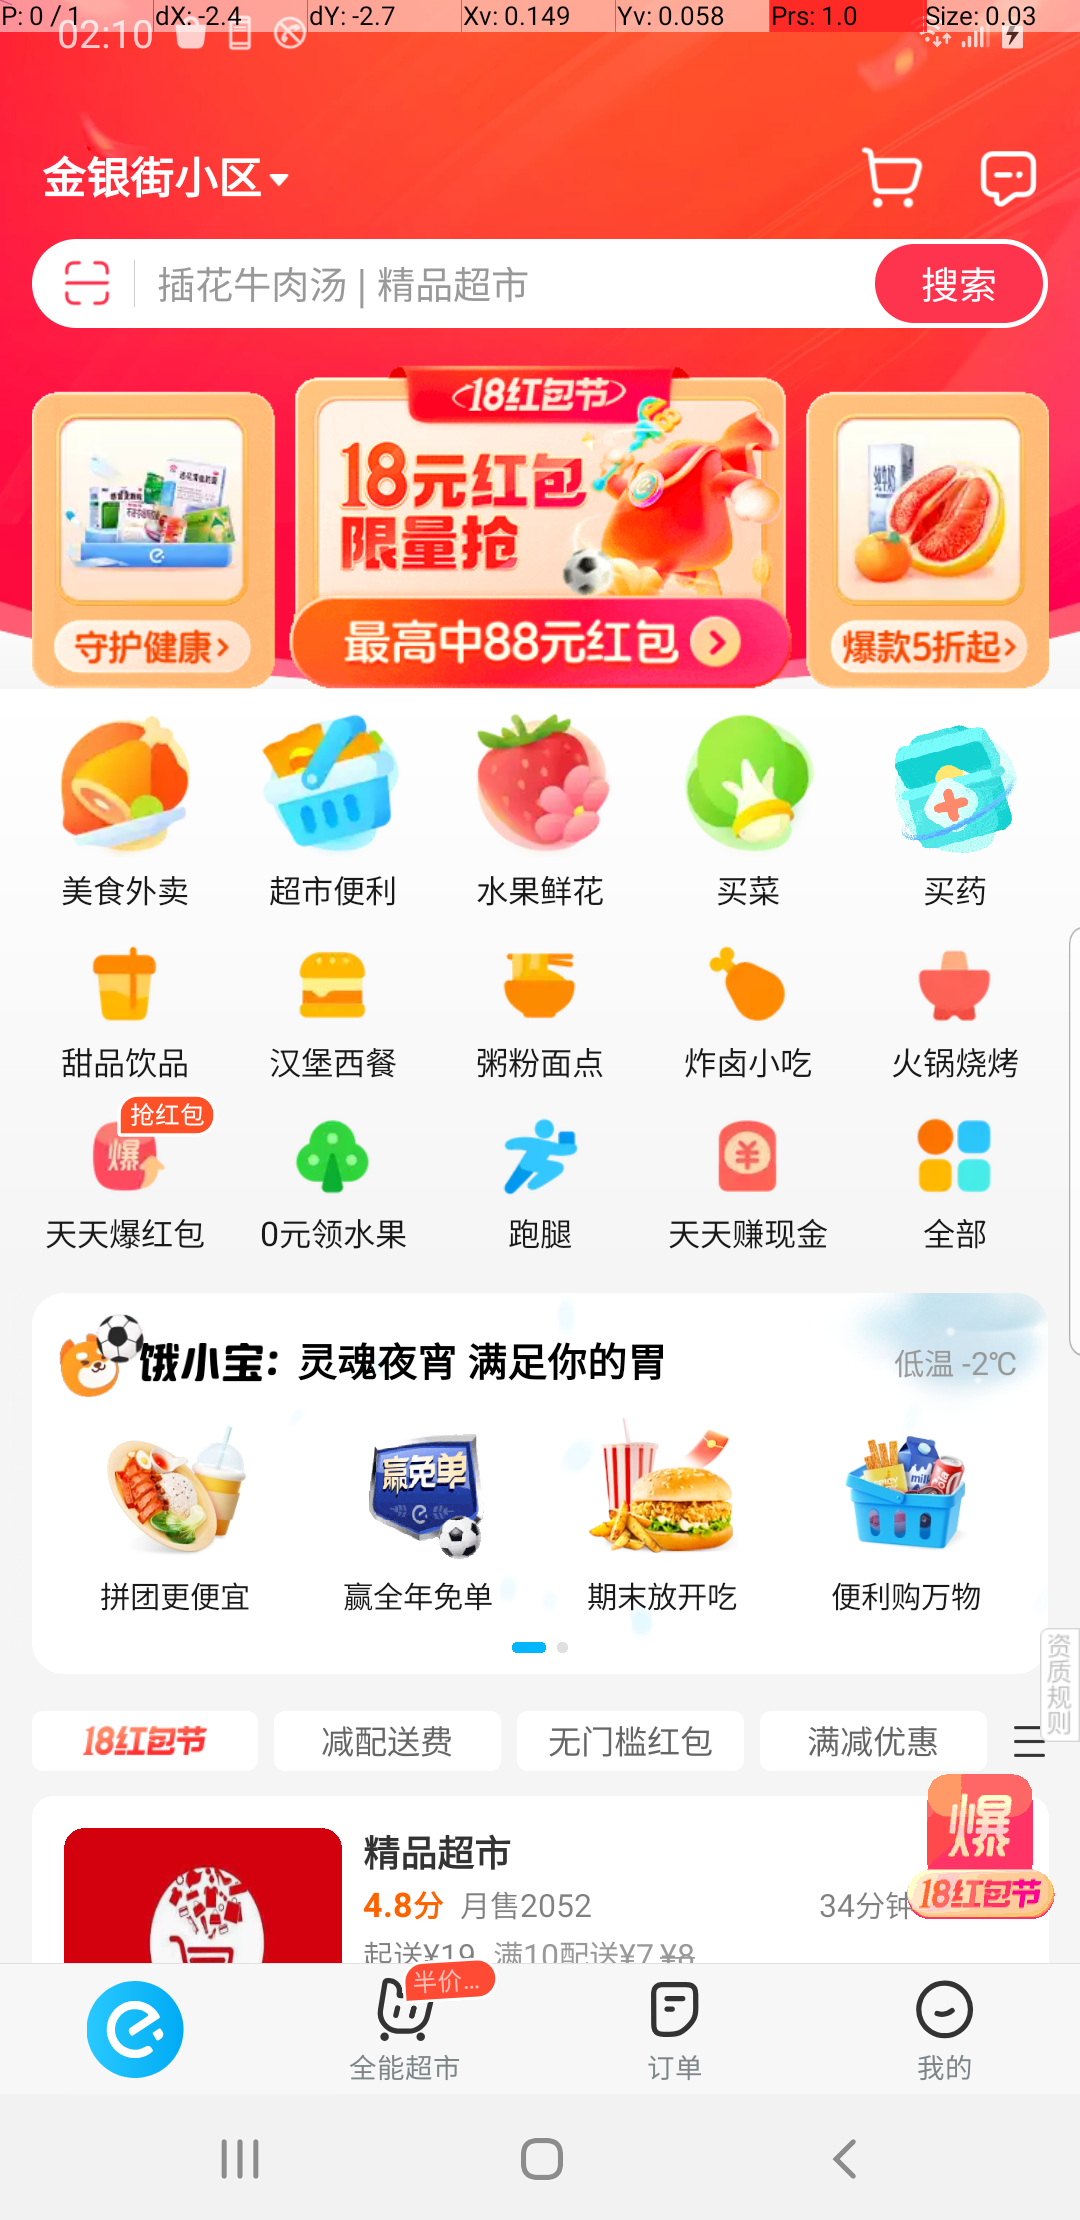 P: 0 / 1 dX: -2.4 dY: -2.7 Xv: 0.149 Yv: 0.058 Prs: 1.0 Size: 0.03
02:10
金银街小区
插花牛肉汤 | 精品超市 搜索
18红包节
18元红包
限量抢
纯牛奶
守护健康 最高中88元红包 爆款5折起
美食外卖 超市便利 水果鲜花 买菜 买药
甜品饮品 汉堡西餐 粥粉面点 炸卤小吃 火锅烧烤
抢红包
爆
天天爆红包 0元领水果 跑腿 天天赚现金 全部
饿小宝: 灵魂夜宵 满足你的胃 低温 -2℃
赢免单
milk
拼团更便宜 赢全年免单 期末放开吃 便利购万物
资质规则
18红包节 减配送费 无门槛红包 满减优惠
爆
18红包节
精品超市
4.8分 月售2052 34分钟
起送¥19 满10配送¥7 ¥8
半价...
全能超市 订单 我的